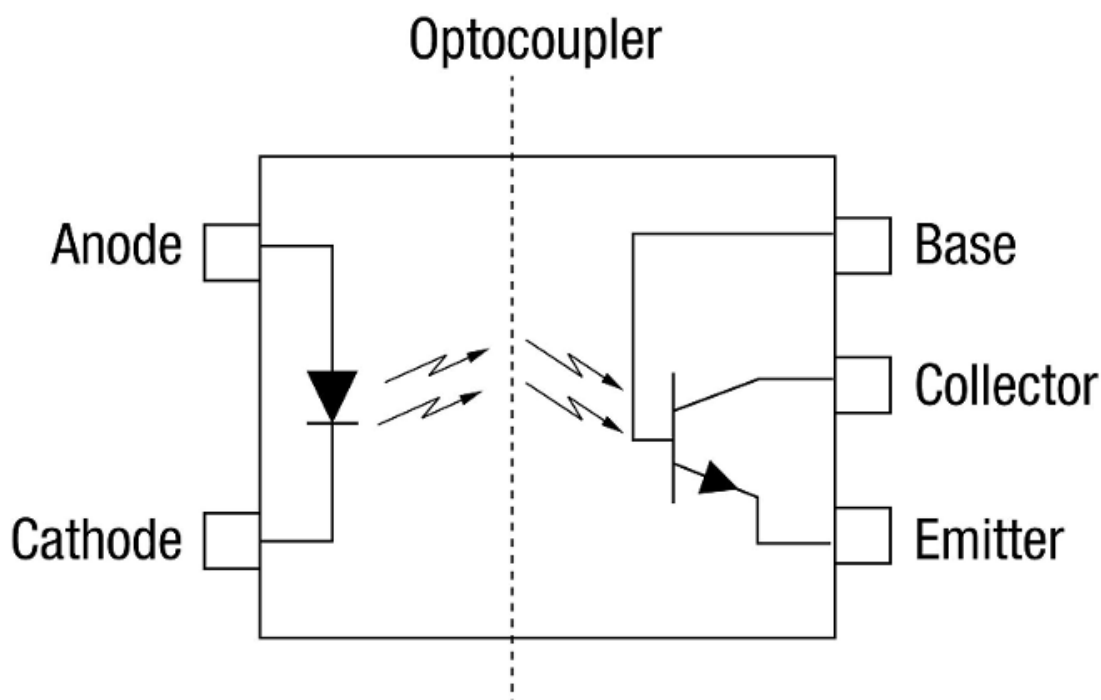 Optocoupler
Anode
Base
Collector
Cathode
Emitter